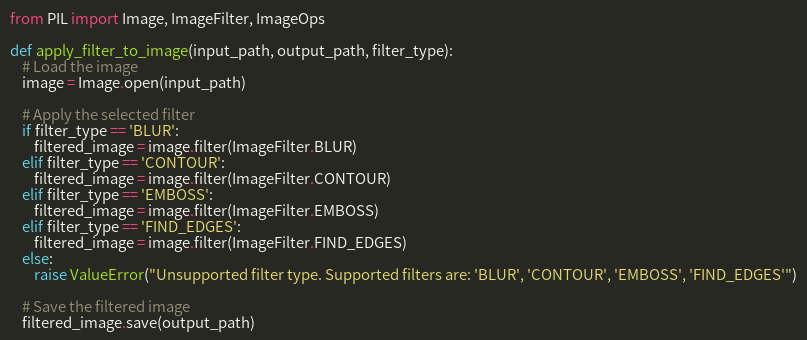 from PIL import Image, ImageFilter, ImageOps

def apply_filter_to_image(input_path, output_path, filter_type):
    # Load the image
    image = Image.open(input_path)

    # Apply the selected filter
    if filter_type == 'BLUR':
        filtered_image = image.filter(ImageFilter.BLUR)
    elif filter_type == 'CONTOUR':
        filtered_image = image.filter(ImageFilter.CONTOUR)
    elif filter_type == 'EMBOSS':
        filtered_image = image.filter(ImageFilter.EMBOSS)
    elif filter_type == 'FIND_EDGES':
        filtered_image = image.filter(ImageFilter.FIND_EDGES)
    else:
        raise ValueError("Unsupported filter type. Supported filters are: 'BLUR', 'CONTOUR', 'EMBOSS', 'FIND_EDGES'")

    # Save the filtered image
    filtered_image.save(output_path)